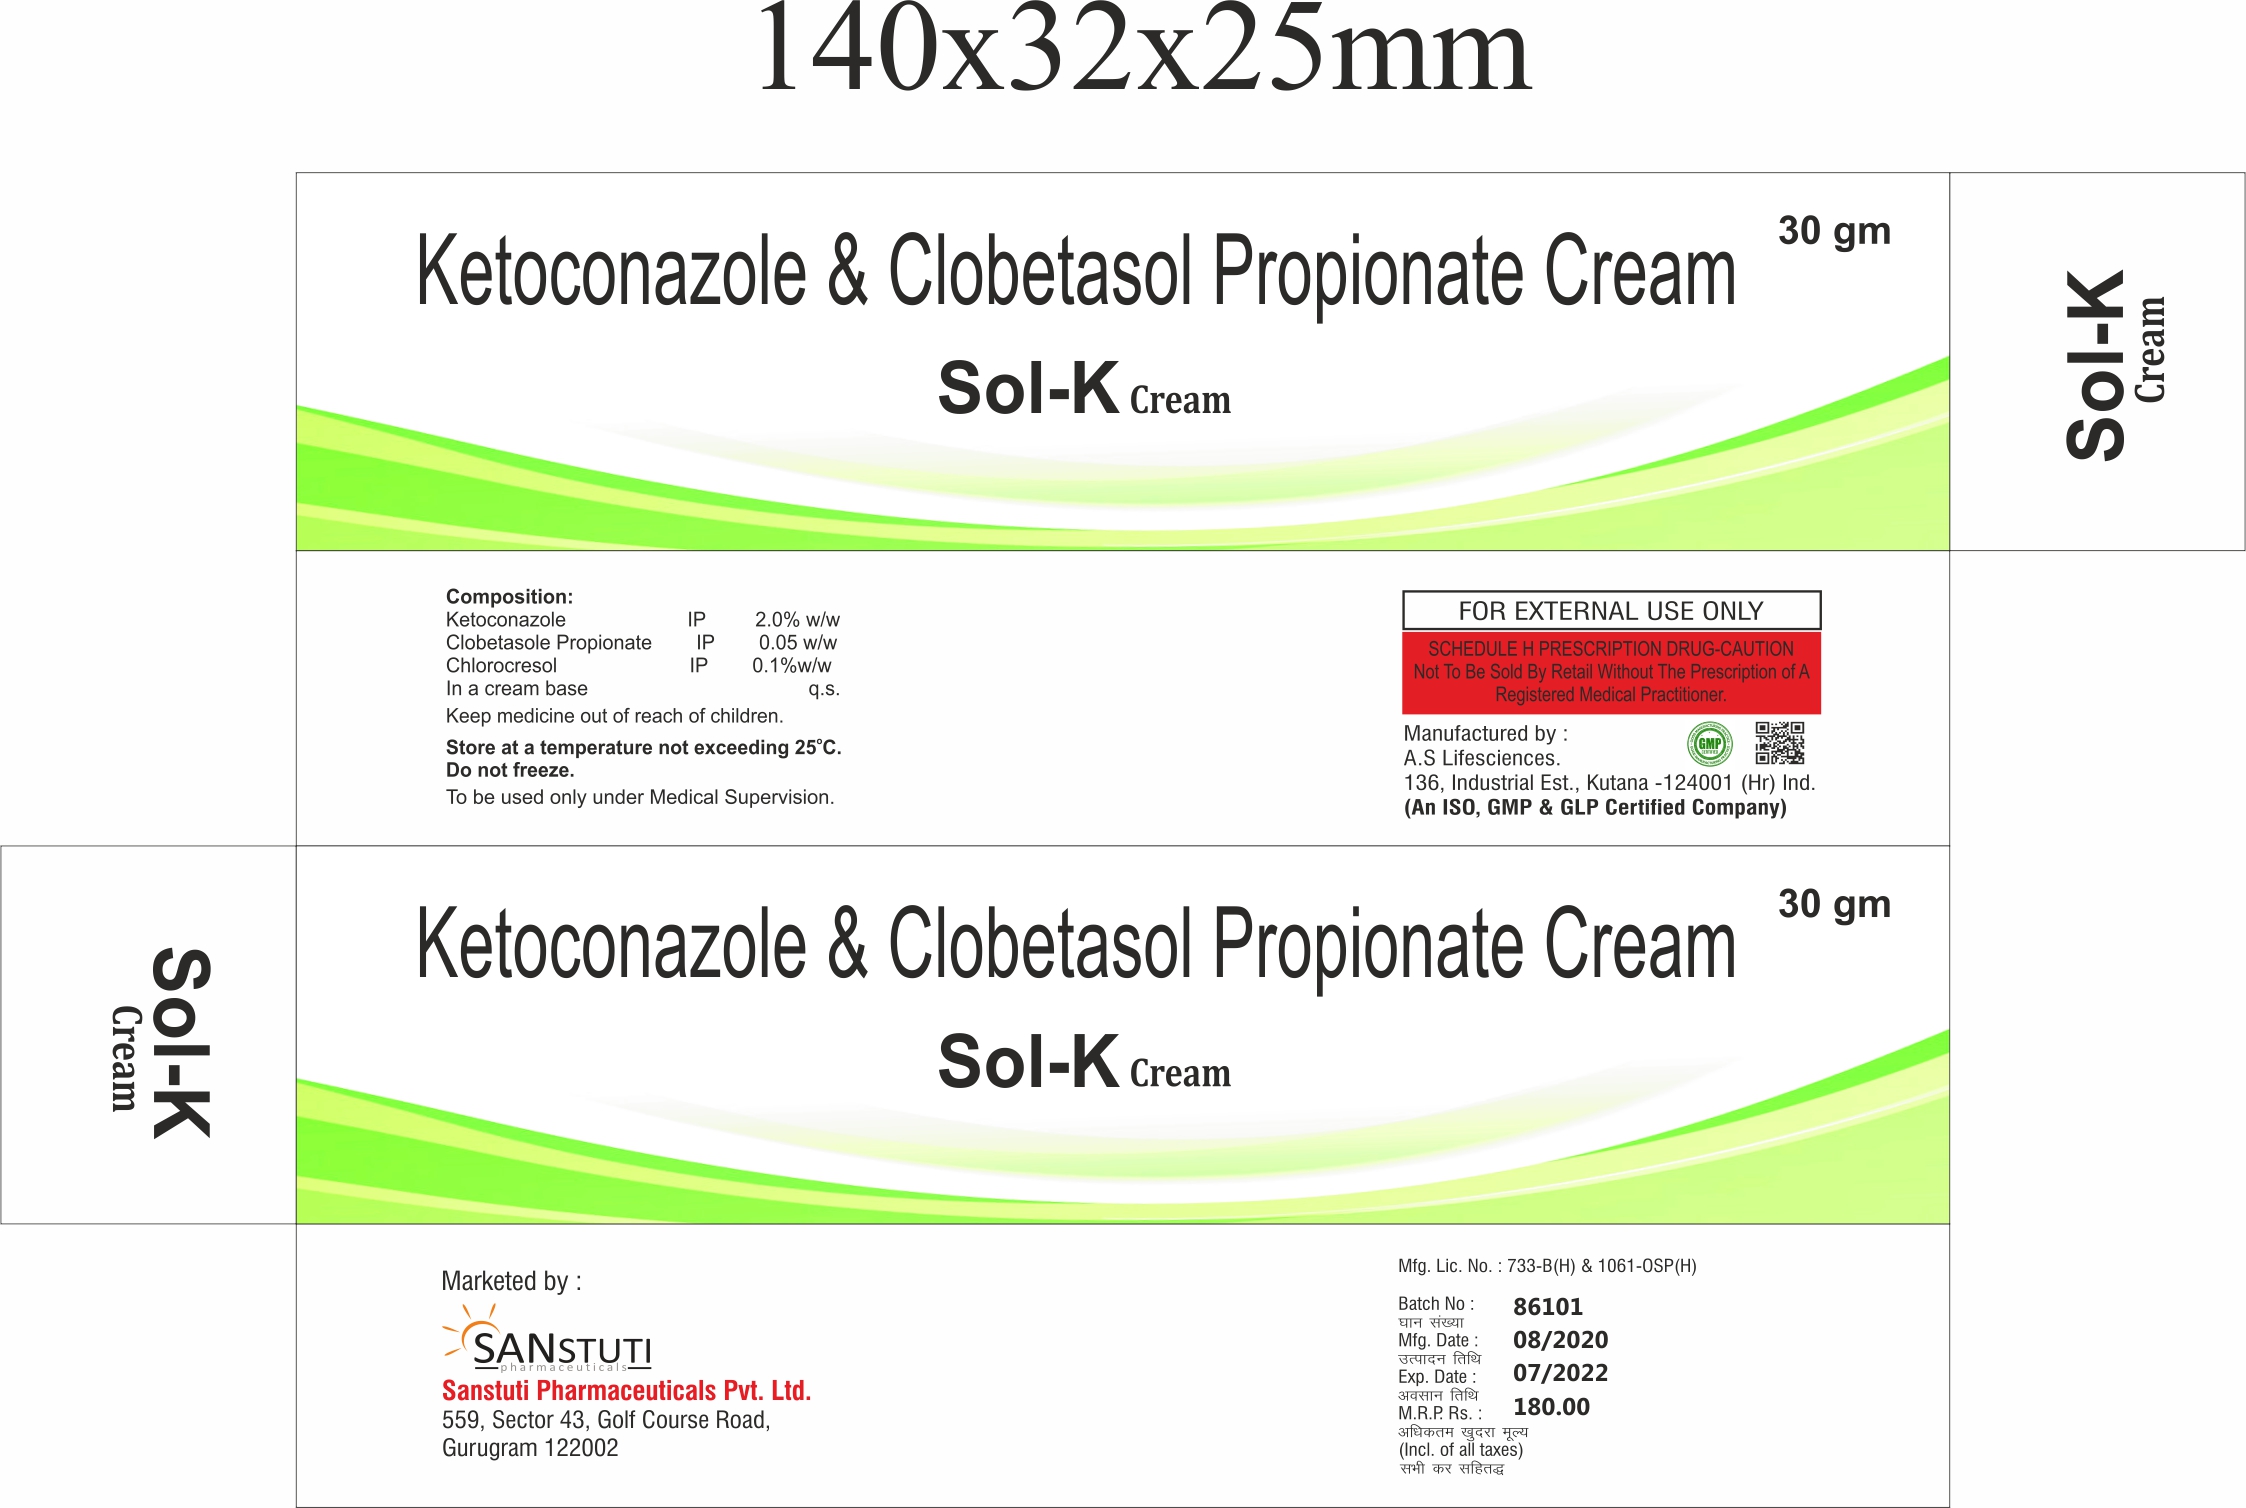 140x32x25mm
Ketoconazole & Clobetasol Propionate Cream
30 gm
Sol-K Cream
Sol-K
Cream
Composition:
Ketoconazole IP 2.0% w/w
Clobetasole Propionate IP 0.05 w/w
Chlorocresol IP 0.1%w/w
In a cream base q.s.
Keep medicine out of reach of children.
Store at a temperature not exceeding 25°C.
Do not freeze.
To be used only under Medical Supervision.
FOR EXTERNAL USE ONLY
SCHEDULE H PRESCRIPTION DRUG-CAUTION
Not To Be Sold By Retail Without The Prescription of A
Registered Medical Practitioner.
Manufactured by :
A.S Lifesciences.
136, Industrial Est., Kutana -124001 (Hr) Ind.
(An ISO, GMP & GLP Certified Company)
GMP
Ketoconazole & Clobetasol Propionate Cream
30 gm
Sol-K Cream
Sol-K
Cream
Marketed by :
SANSTUTI
pharmaceuticals
Sanstuti Pharmaceuticals Pvt. Ltd.
559, Sector 43, Golf Course Road,
Gurugram 122002
Mfg. Lic. No. : 733-B(H) & 1061-OSP(H)
Batch No : 86101
घान संख्या
Mfg. Date : 08/2020
उत्पादन तिथि
Exp. Date : 07/2022
अवसान तिथि
M.R.P. Rs. : 180.00
अधिकतम खुदरा मूल्य
(Incl. of all taxes)
सभी कर सहितद्ध